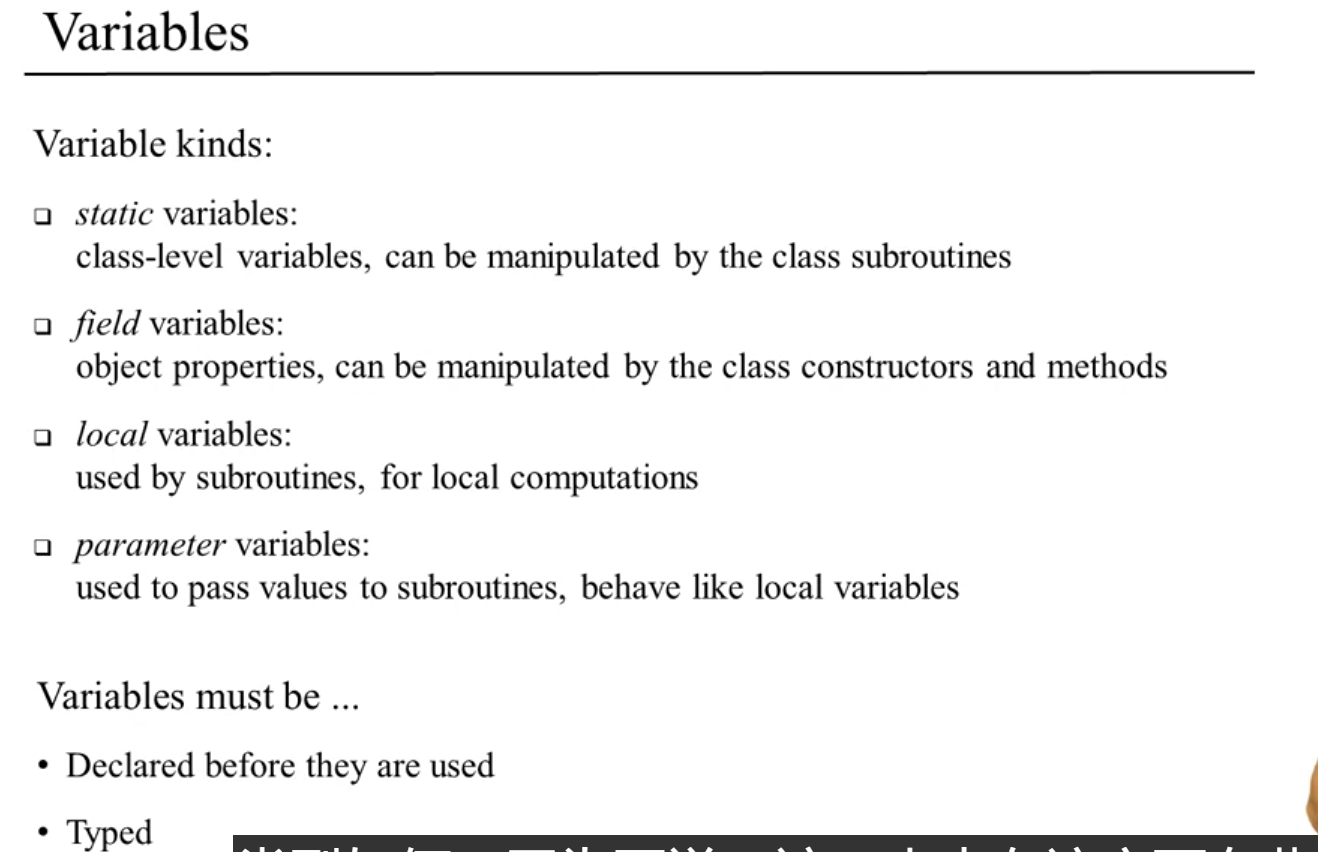 Variables
Variable kinds:
❑ static variables:
class-level variables, can be manipulated by the class subroutines
❑ field variables:
object properties, can be manipulated by the class constructors and methods
❑ local variables:
used by subroutines, for local computations
❑ parameter variables:
used to pass values to subroutines, behave like local variables
Variables must be ...
• Declared before they are used
• Typed